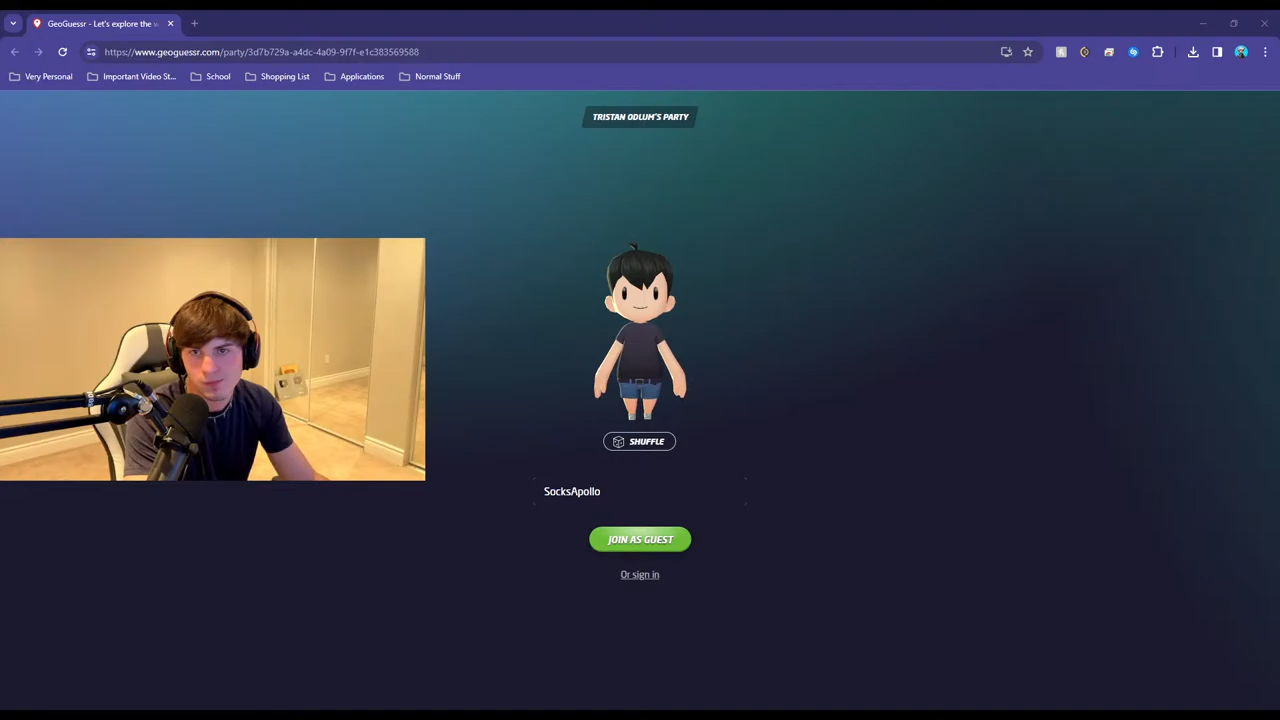 GeoGuessr - Let's explore the w
https://www.geoguessr.com/party/3d7b729a-a4dc-4a09-9f7f-e1c383569588
Very Personal
Important Video St...
School
Shopping List
Applications
Normal Stuff
TRISTAN ODLUM'S PARTY
SHUFFLE
SocksApollo
JOIN AS GUEST
Or sign in